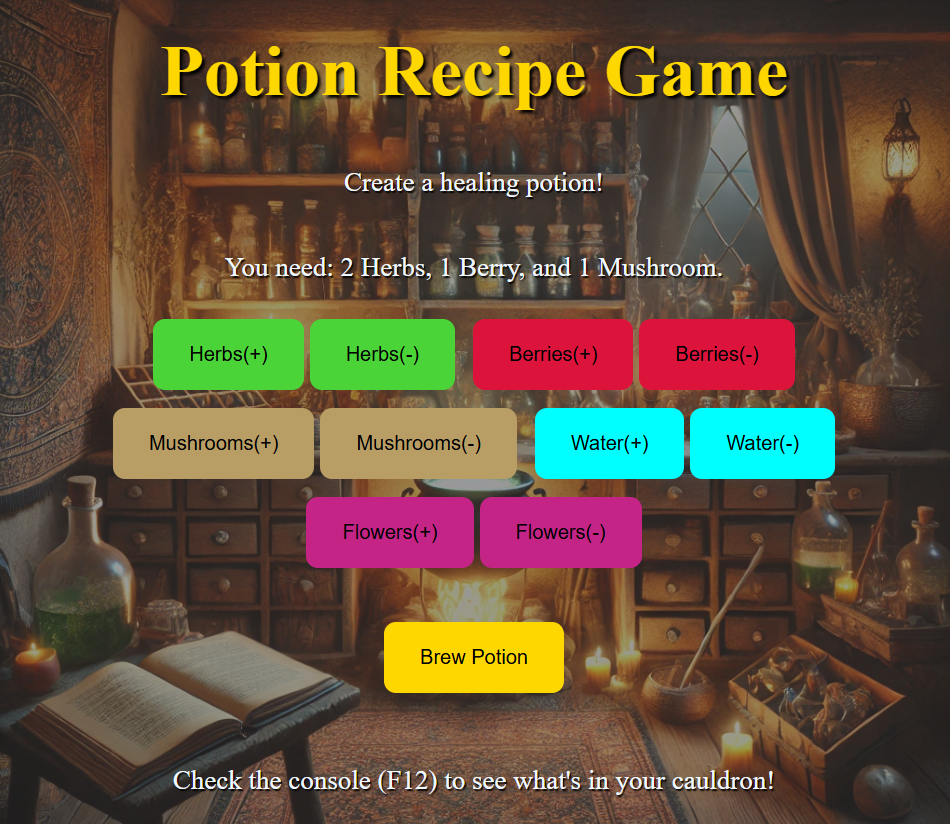 Potion Recipe Game
Create a healing potion!
You need: 2 Herbs, 1 Berry, and 1 Mushroom.
Herbs(+) Herbs(-) Berries(+) Berries(-)
Mushrooms(+) Mushrooms(-) Water(+) Water(-)
Flowers(+) Flowers(-)
Brew Potion
Check the console (F12) to see what's in your cauldron!